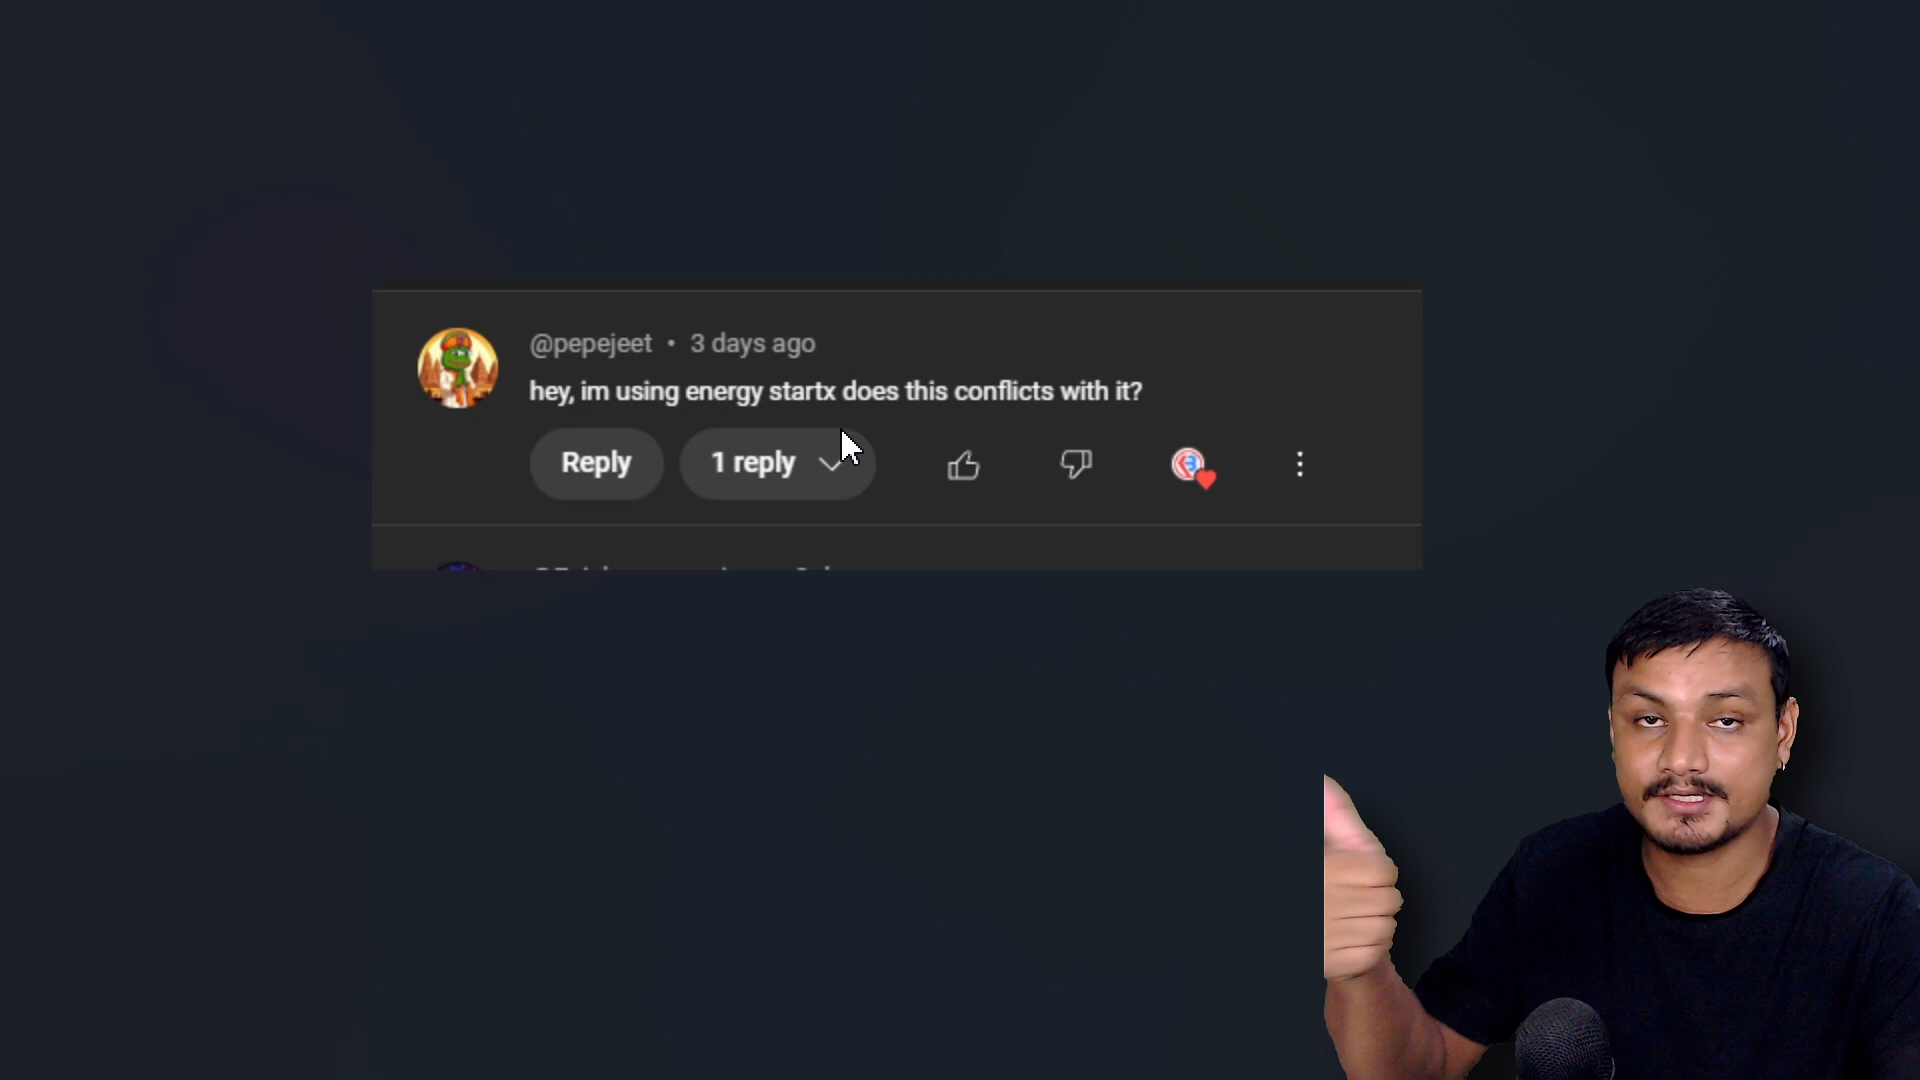 @pepejeet • 3 days ago
hey, im using energy startx does this conflicts with it?
Reply
1 reply